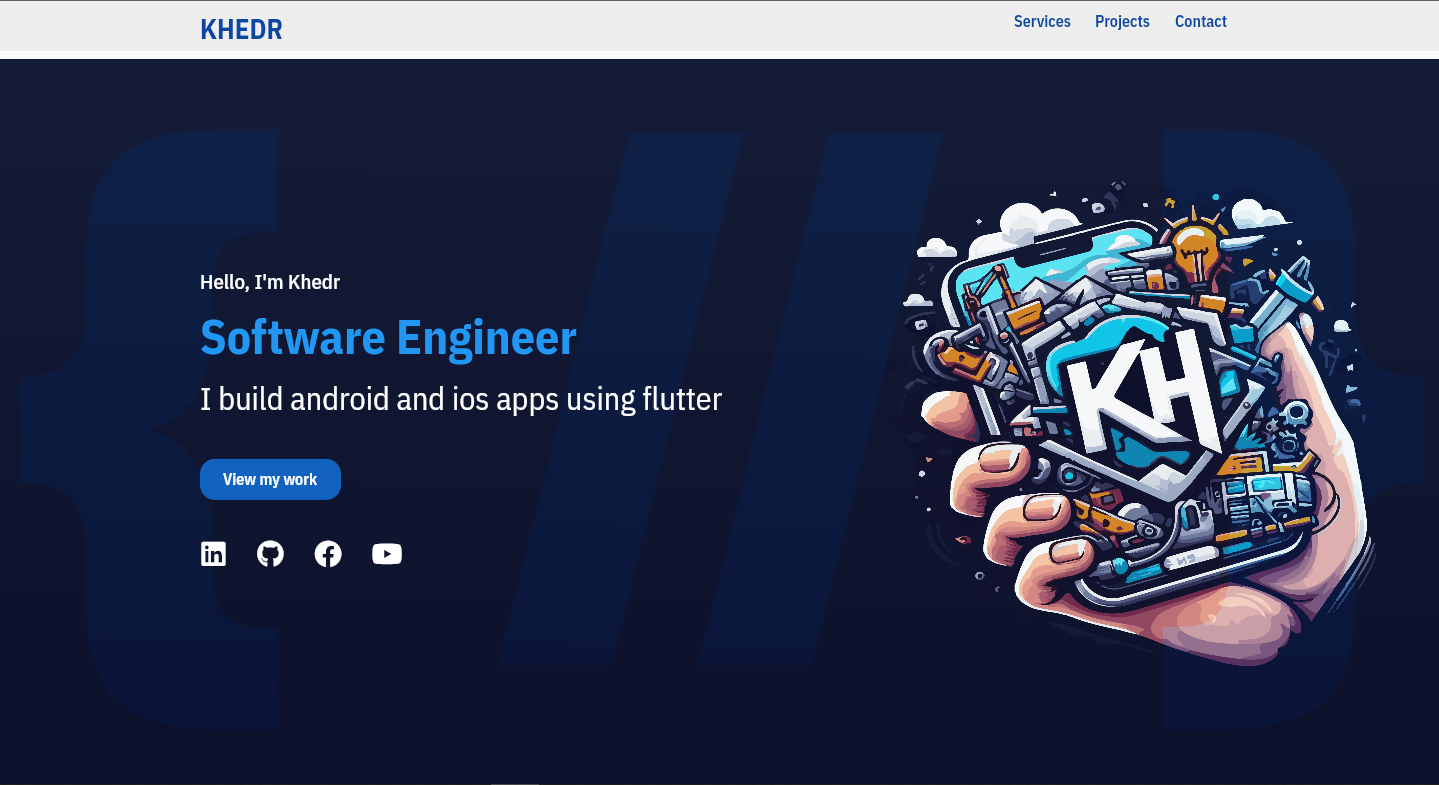 KHEDR
Services Projects Contact
{ // }
Hello, I'm Khedr
Software Engineer
I build android and ios apps using flutter
View my work
in
KH